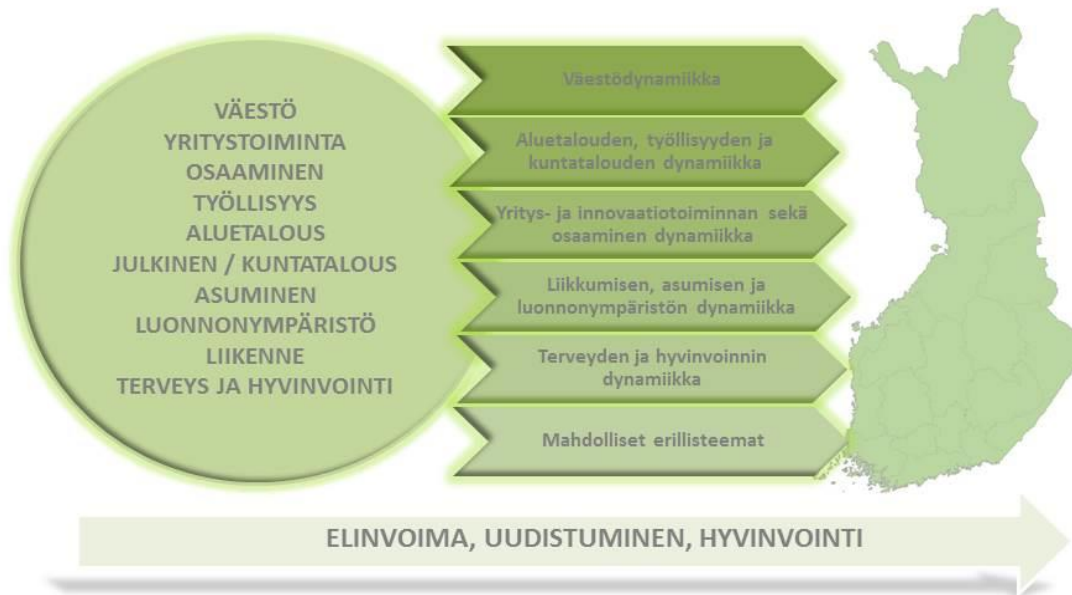 VÄESTÖ
YRITYSTOIMINTA
OSAAMINEN
TYÖLLISYYS
ALUETALOUS
JULKINEN / KUNTATALOUS
ASUMINEN
LUONNONYMPÄRISTÖ
LIIKENNE
TERVEYS JA HYVINVOINTI
Väestödynamiikka
Aluetalouden, työllisyyden ja
kuntatalouden dynamiikka
Yritys- ja innovaatiotoiminnan sekä
osaaminen dynamiikka
Liikkumisen, asumisen ja
luonnonympäristön dynamiikka
Terveyden ja hyvinvoinnin
dynamiikka
Mahdolliset erillisteemat
ELINVOIMA, UUDISTUMINEN, HYVINVOINTI